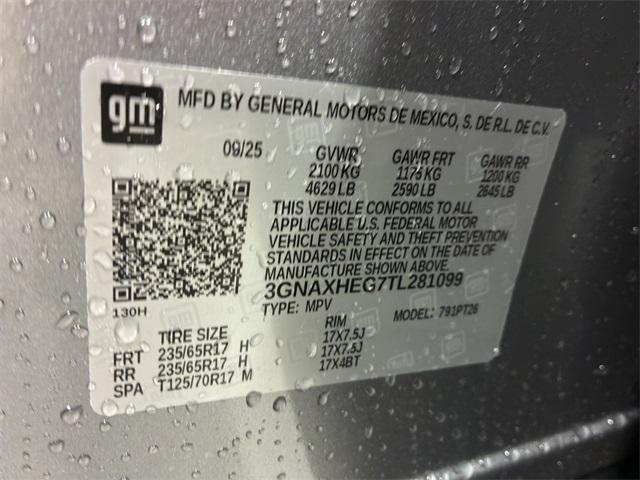 gm
MFD BY GENERAL MOTORS DE MEXICO, S. DE R.L. DE C.V.
09/25 GVWR GAWR FRT GAWR RR
2100 KG 1175 KG 1200 KG
4629 LB 2590 LB 2645 LB
THIS VEHICLE CONFORMS TO ALL
APPLICABLE U.S. FEDERAL MOTOR
VEHICLE SAFETY AND THEFT PREVENTION
STANDARDS IN EFFECT ON THE DATE OF
MANUFACTURE SHOWN ABOVE.
3GNAXHEG7TL281099
130H
TYPE: MPV MODEL: 791PT26
TIRE SIZE RIM
FRT 235/65R17 H 17X7.5J
RR 235/65R17 H 17X7.5J
SPA T125/70R17 M 17X4BT